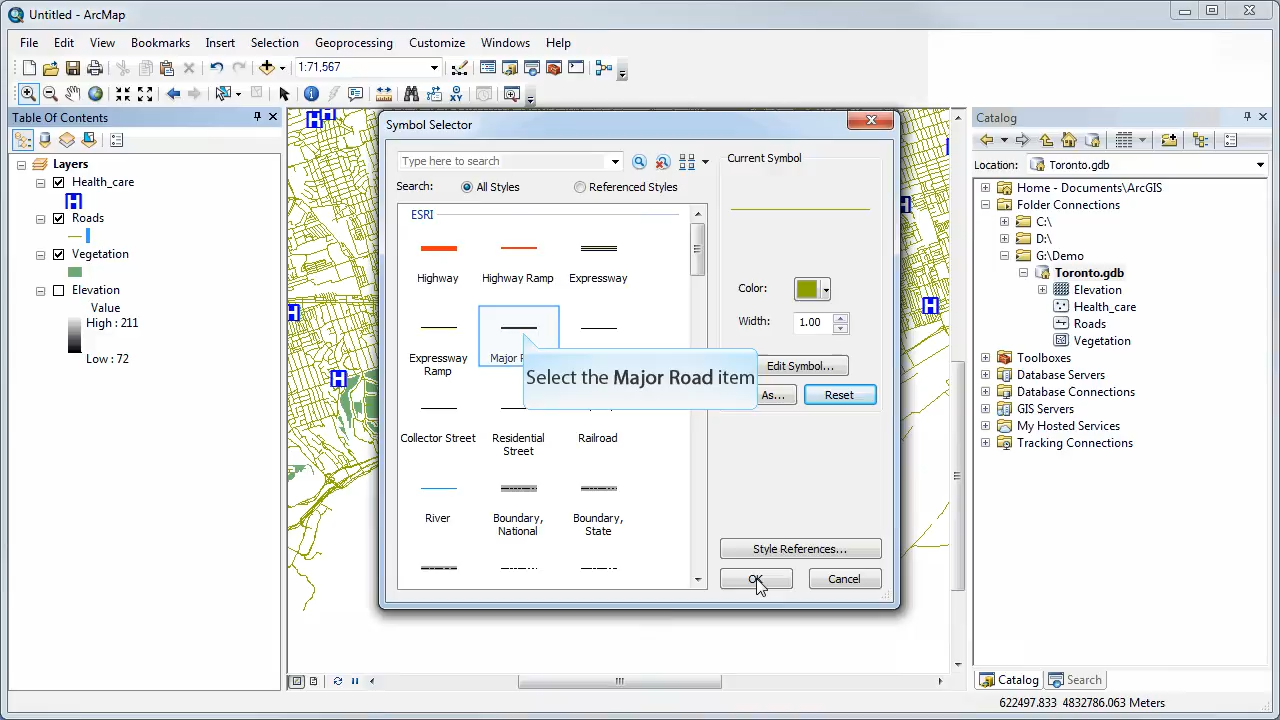 Untitled - ArcMap
File Edit View Bookmarks Insert Selection Geoprocessing Customize Windows Help
1:71,567
Table Of Contents
Layers
Health_care
H
Roads
Vegetation
Elevation
Value
High : 211
Low : 72
Symbol Selector
Type here to search
Search: All Styles Referenced Styles
ESRI
Highway Highway Ramp Expressway
Expressway
Ramp
Major
Collector Street Residential
Street
Railroad
River Boundary,
National
Boundary,
State
Select the Major Road item
Current Symbol
Color:
Width: 1.00
Edit Symbol...
As... Reset
Style References...
OK Cancel
H H
H
H
H
H
Catalog
Location: Toronto.gdb
Home - Documents\ArcGIS
Folder Connections
C:\
D:\
G:\Demo
Toronto.gdb
Elevation
Health_care
Roads
Vegetation
Toolboxes
Database Servers
Database Connections
GIS Servers
My Hosted Services
Tracking Connections
Catalog Search
622497.833 4832786.063 Meters